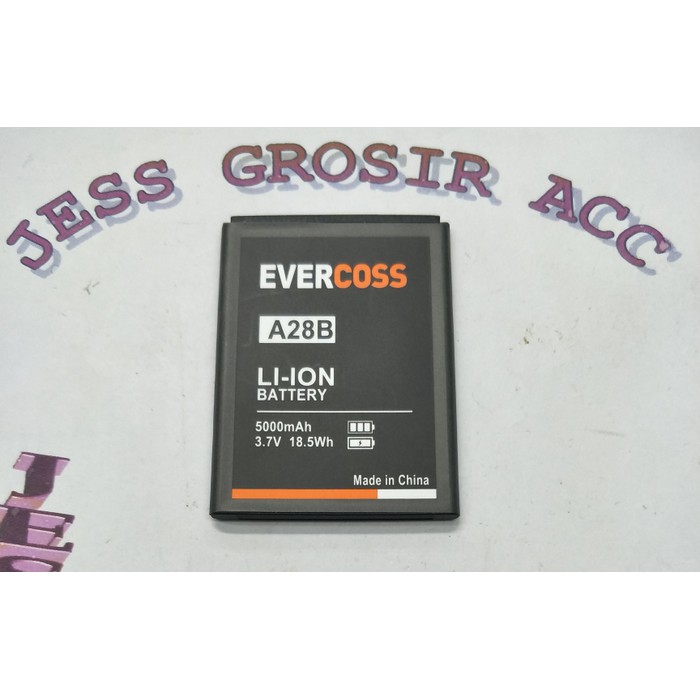 JESS GROSIR ACC
EVERCOSS
A28B
LI-ION
BATTERY
5000mAh
3.7V 18.5Wh
Made in China